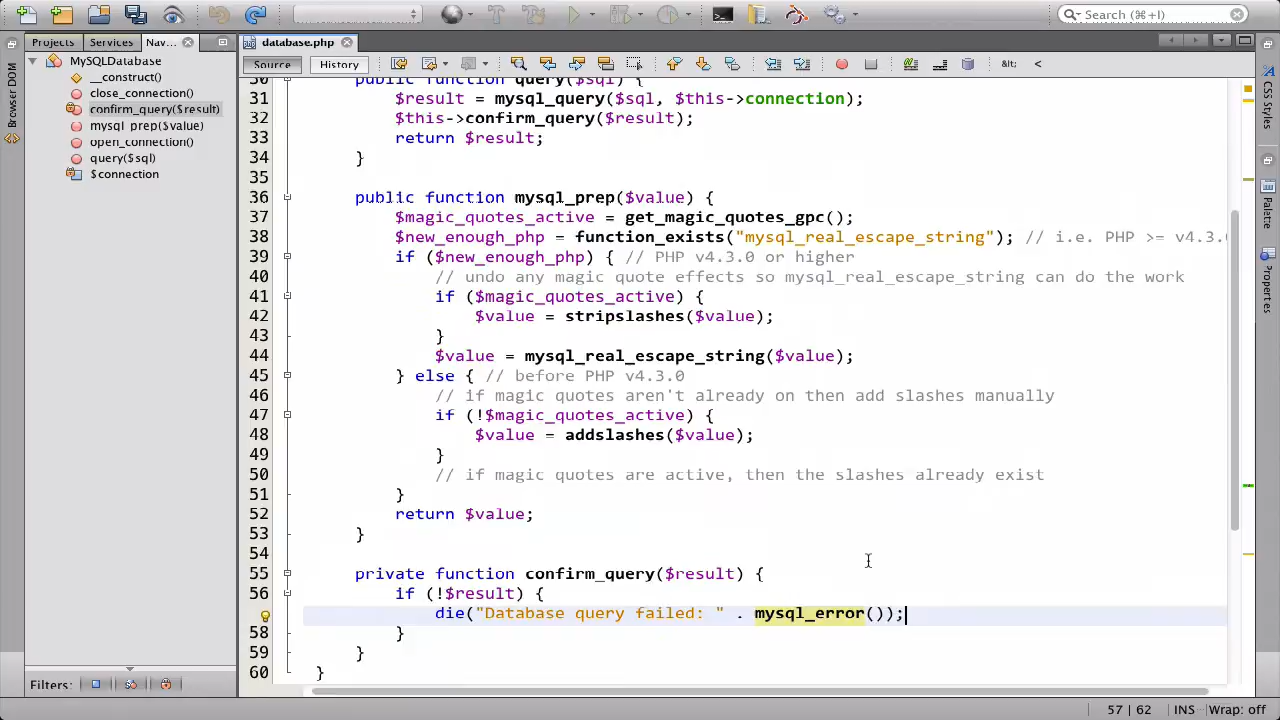 Search (⌘+I)
Projects
Services
Nav...
database.php
Source
History
MySQLDatabase
__construct()
close_connection()
confirm_query($result)
mysql_prep($value)
open_connection()
query($sql)
$connection
Filters:
Browser DOM
CSS Styles
Palette
Properties
30 public function query($sql) {
31 $result = mysql_query($sql, $this->connection);
32 $this->confirm_query($result);
33 return $result;
34 }
35
36 public function mysql_prep($value) {
37 $magic_quotes_active = get_magic_quotes_gpc();
38 $new_enough_php = function_exists("mysql_real_escape_string"); // i.e. PHP >= v4.3.0
39 if ($new_enough_php) { // PHP v4.3.0 or higher
40 // undo any magic quote effects so mysql_real_escape_string can do the work
41 if ($magic_quotes_active) {
42 $value = stripslashes($value);
43 }
44 $value = mysql_real_escape_string($value);
45 } else { // before PHP v4.3.0
46 // if magic quotes aren't already on then add slashes manually
47 if (!$magic_quotes_active) {
48 $value = addslashes($value);
49 }
50 // if magic quotes are active, then the slashes already exist
51 }
52 return $value;
53 }
54
55 private function confirm_query($result) {
56 if (!$result) {
die("Database query failed: " . mysql_error());
58 }
59 }
60 }
57 | 62 INS Wrap: off